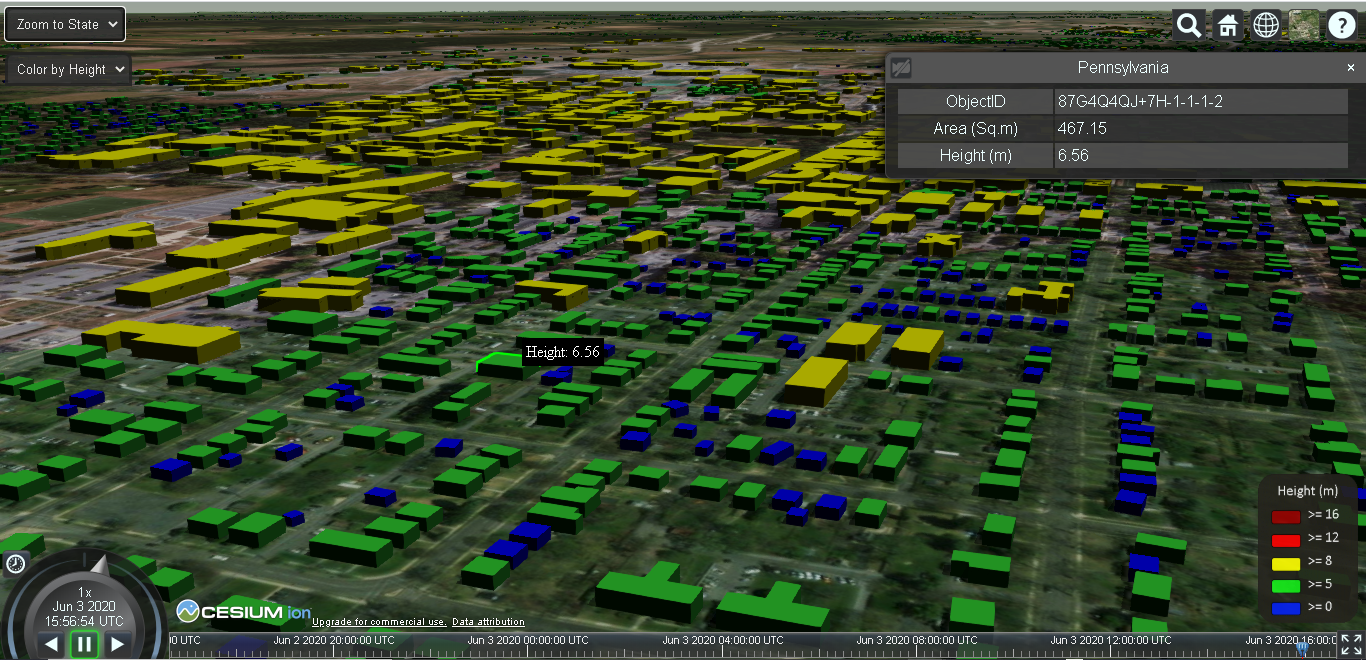 Zoom to State
Color by Height
?
Pennsylvania
×
ObjectID 87G4Q4QJ+7H-1-1-1-2
Area (Sq.m) 467.15
Height (m) 6.56
Height: 6.56
Height (m)
>= 16
>= 12
>= 8
>= 5
>= 0
1x
Jun 3 2020
15:56:54 UTC
CESIUM ion
Upgrade for commercial use. Data attribution
00 UTC Jun 2 2020 20:00:00 UTC Jun 3 2020 00:00:00 UTC Jun 3 2020 04:00:00 UTC Jun 3 2020 08:00:00 UTC Jun 3 2020 12:00:00 UTC Jun 3 2020 16:00:0